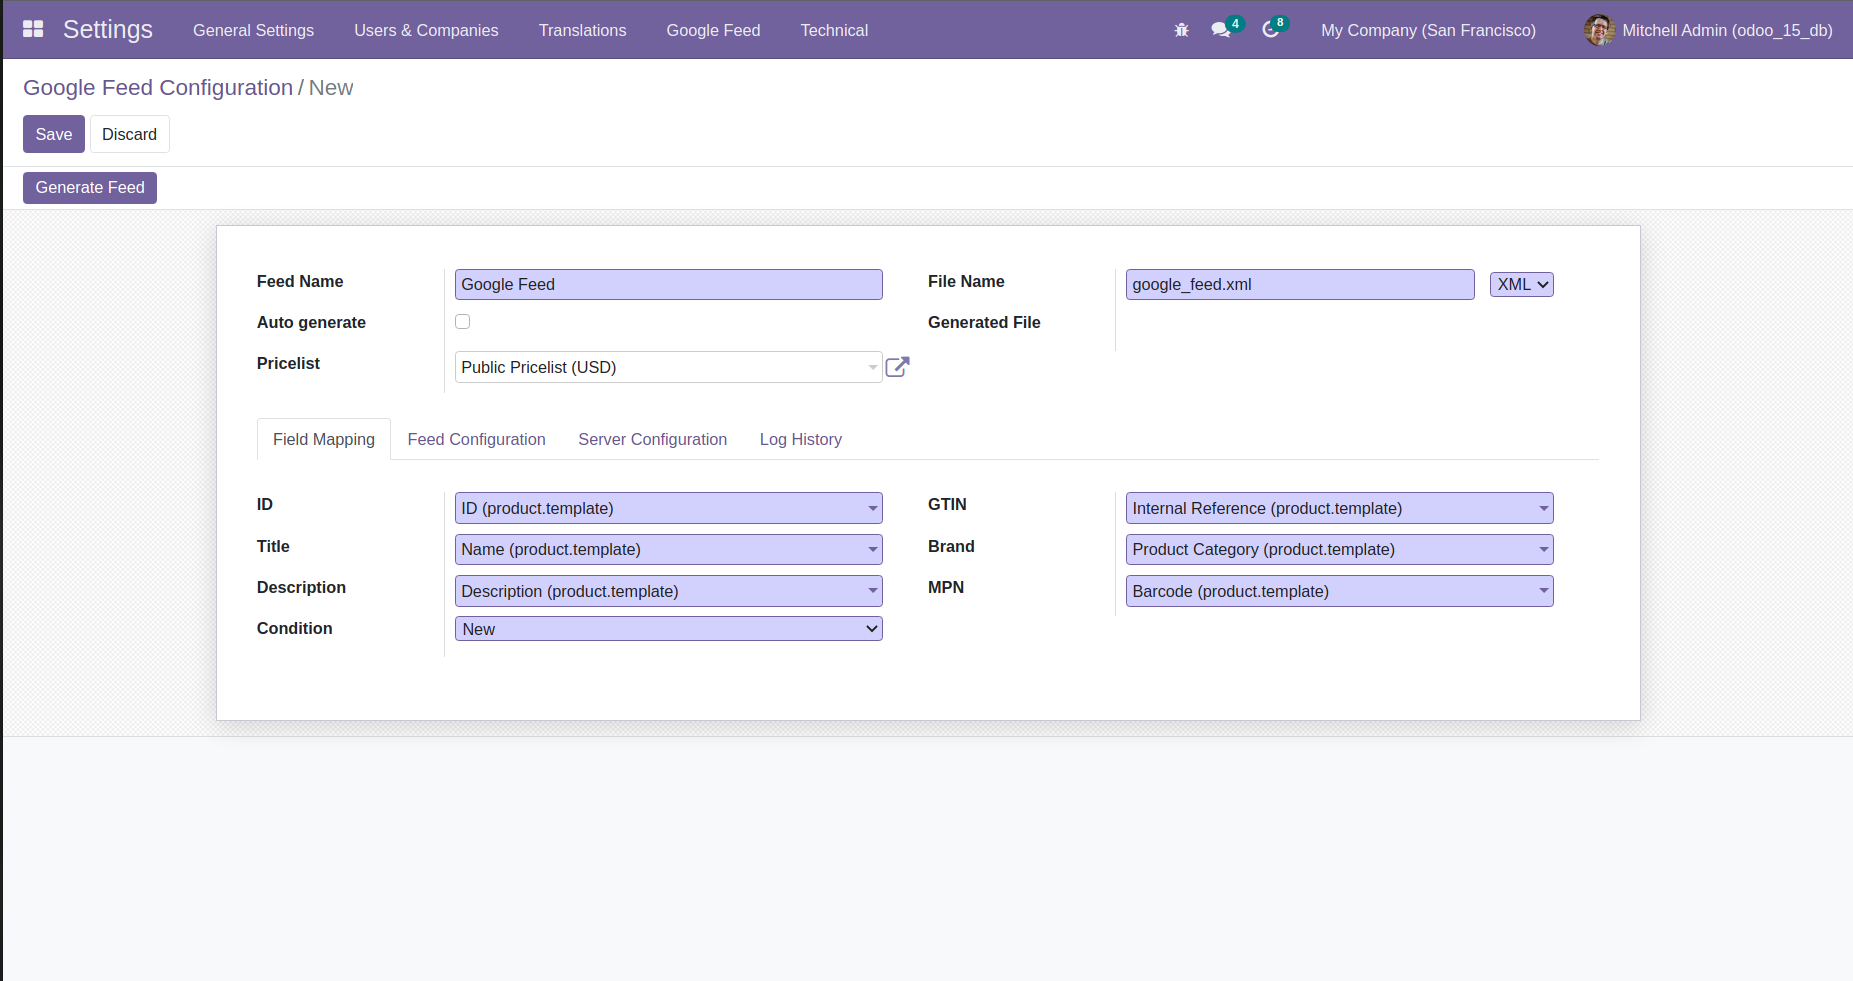 Settings General Settings Users & Companies Translations Google Feed Technical 4 8 My Company (San Francisco) Mitchell Admin (odoo_15_db)
Google Feed Configuration / New
Save Discard
Generate Feed
Feed Name Google Feed File Name google_feed.xml XML
Auto generate Generated File
Pricelist Public Pricelist (USD)
Field Mapping Feed Configuration Server Configuration Log History
ID ID (product.template) GTIN Internal Reference (product.template)
Title Name (product.template) Brand Product Category (product.template)
Description Description (product.template) MPN Barcode (product.template)
Condition New